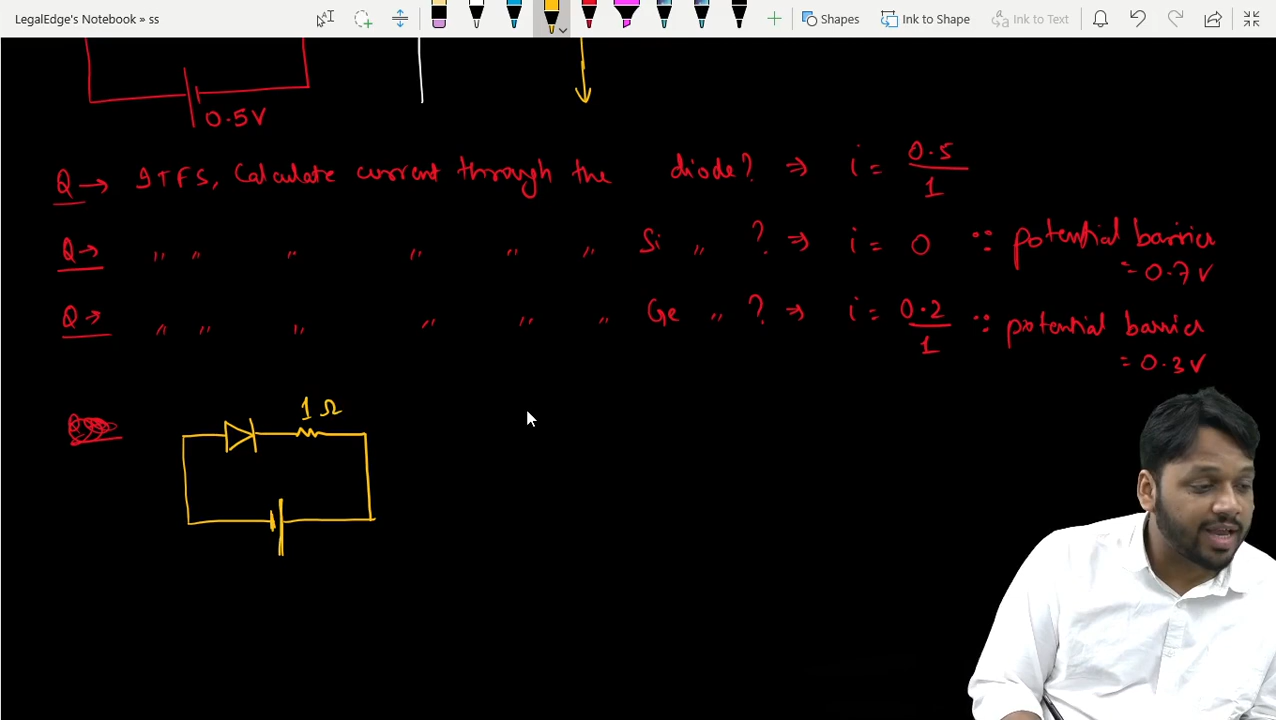 LegalEdge's Notebook » ss
Shapes
Ink to Shape
Ink to Text
0.5V
Q → ITFS, Calculate current through the diode? ⇒ i = 0.5/1
Q → " " " " " " Si " ? ⇒ i = 0 ∵ potential barrier = 0.7V
Q → " " " " " " Ge " ? ⇒ i = 0.2/1 ∵ potential barrier = 0.3V
1 Ω